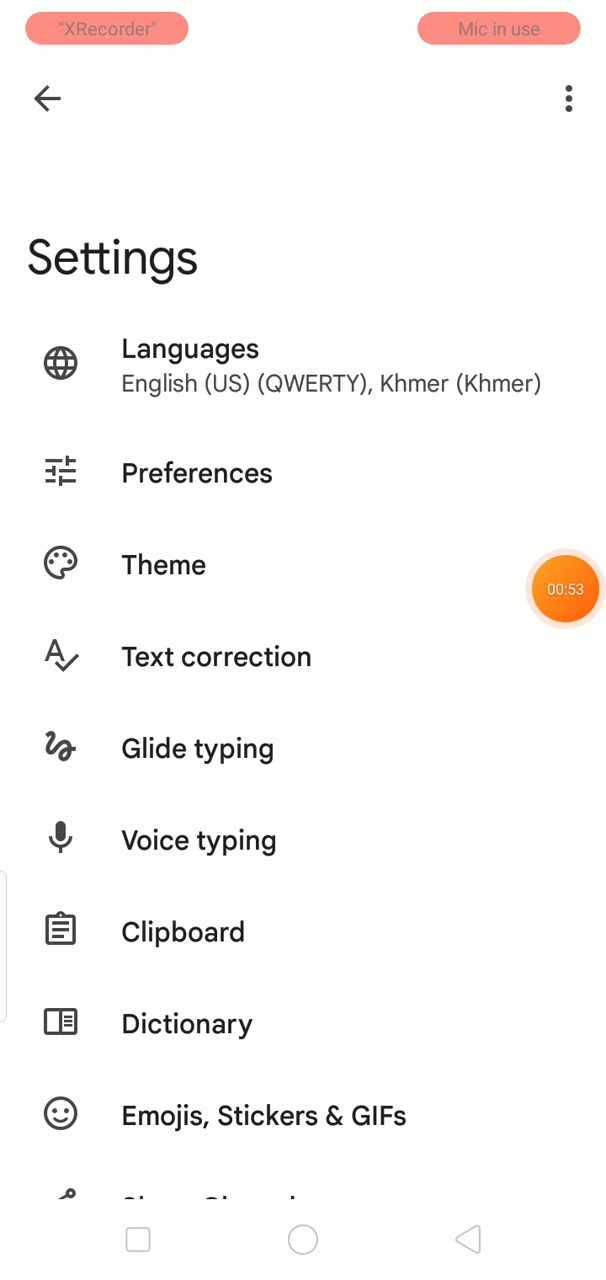 "XRecorder"
Mic in use
Settings
Languages
English (US) (QWERTY), Khmer (Khmer)
Preferences
Theme
00:53
Text correction
Glide typing
Voice typing
Clipboard
Dictionary
Emojis, Stickers & GIFs